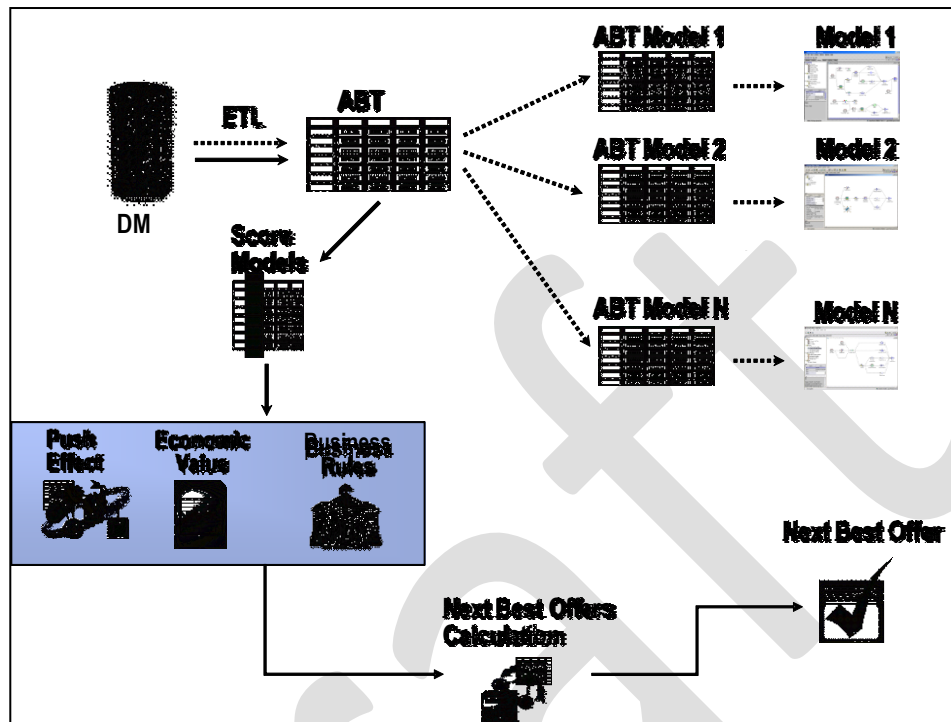 ABT Model 1
Model 1
ETL
ABT
ABT Model 2
Model 2
DM
Score
Models
ABT Model N
Model N
Push
Effect
Economic
Value
Business
Rules
Next Best Offer
Next Best Offers
Calculation